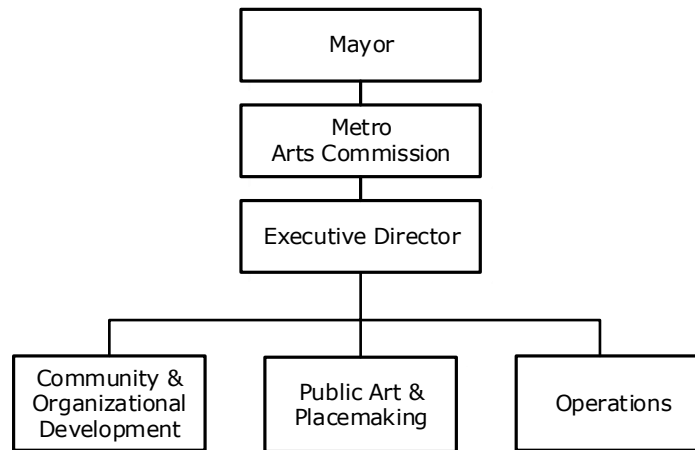 Mayor
Metro
Arts Commission
Executive Director
Community &
Organizational
Development
Public Art &
Placemaking
Operations